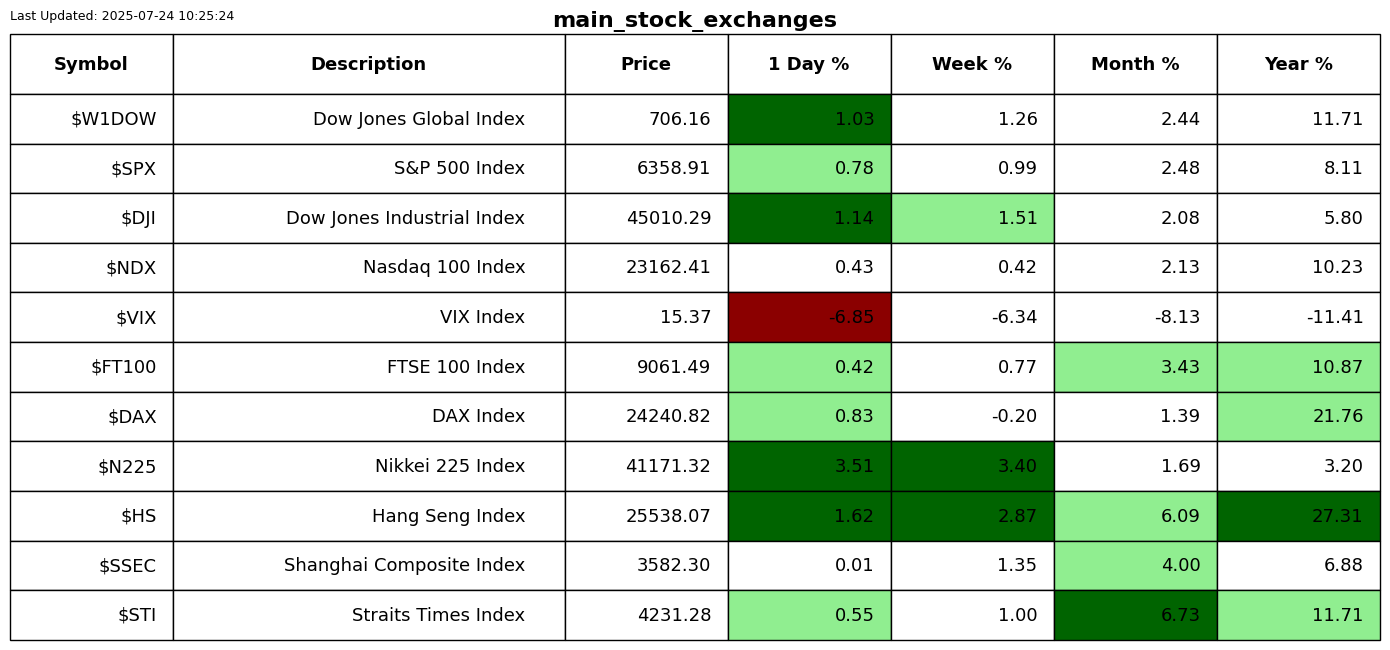 Last Updated: 2025-07-24 10:25:24
main_stock_exchanges
Symbol Description Price 1 Day % Week % Month % Year %
$W1DOW Dow Jones Global Index 706.16 1.03 1.26 2.44 11.71
$SPX S&P 500 Index 6358.91 0.78 0.99 2.48 8.11
$DJI Dow Jones Industrial Index 45010.29 1.14 1.51 2.08 5.80
$NDX Nasdaq 100 Index 23162.41 0.43 0.42 2.13 10.23
$VIX VIX Index 15.37 -6.85 -6.34 -8.13 -11.41
$FT100 FTSE 100 Index 9061.49 0.42 0.77 3.43 10.87
$DAX DAX Index 24240.82 0.83 -0.20 1.39 21.76
$N225 Nikkei 225 Index 41171.32 3.51 3.40 1.69 3.20
$HS Hang Seng Index 25538.07 1.62 2.87 6.09 27.31
$SSEC Shanghai Composite Index 3582.30 0.01 1.35 4.00 6.88
$STI Straits Times Index 4231.28 0.55 1.00 6.73 11.71